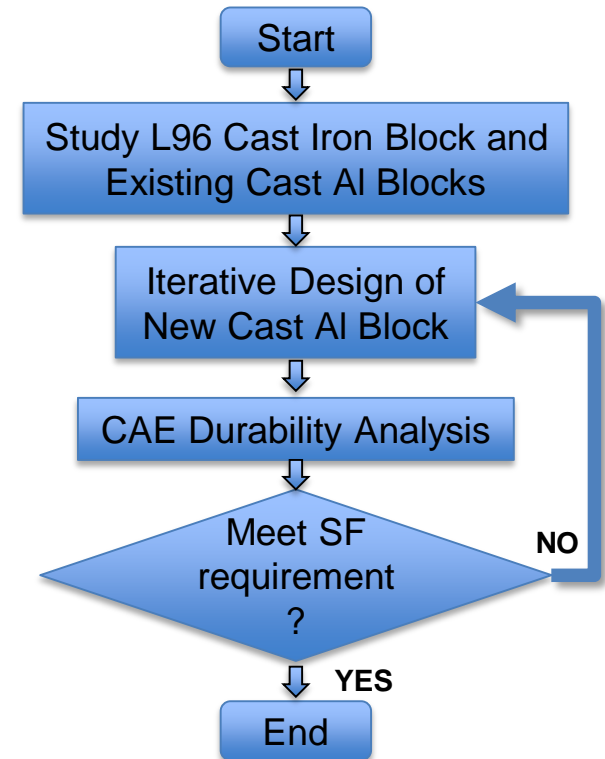 Start
Study L96 Cast Iron Block and
Existing Cast Al Blocks
Iterative Design of
New Cast Al Block
CAE Durability Analysis
Meet SF
requirement
?
NO
YES
End